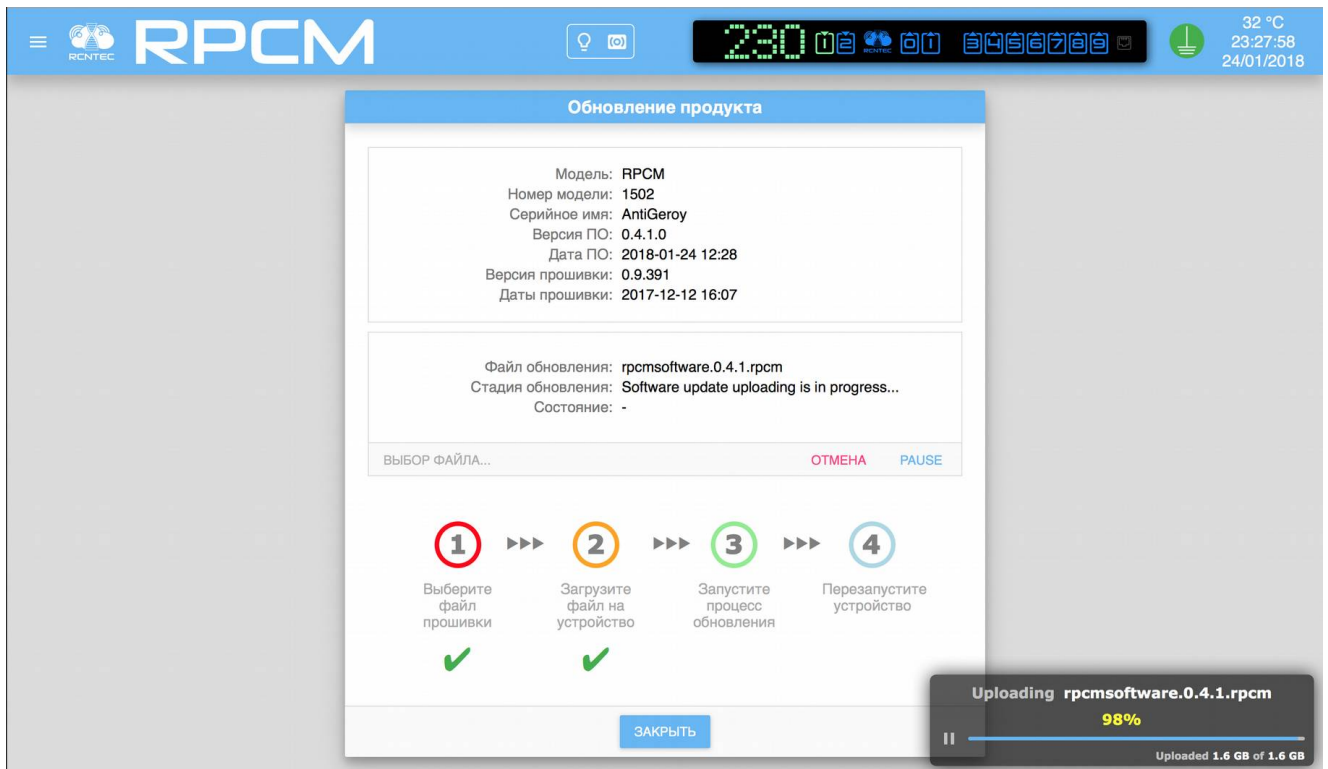 RCNTEC
RPCM
230 12 RCNTEC 01 3456789
32 °C
23:27:58
24/01/2018
Обновление продукта
Модель: RPCM
Номер модели: 1502
Серийное имя: AntiGeroy
Версия ПО: 0.4.1.0
Дата ПО: 2018-01-24 12:28
Версия прошивки: 0.9.391
Даты прошивки: 2017-12-12 16:07
Файл обновления: rpcmsoftware.0.4.1.rpcm
Стадия обновления: Software update uploading is in progress...
Состояние: -
ВЫБОР ФАЙЛА... ОТМЕНА PAUSE
1 2 3 4
Выберите файл прошивки
Загрузите файл на устройство
Запустите процесс обновления
Перезапустите устройство
ЗАКРЫТЬ
Uploading rpcmsoftware.0.4.1.rpcm
98%
Uploaded 1.6 GB of 1.6 GB